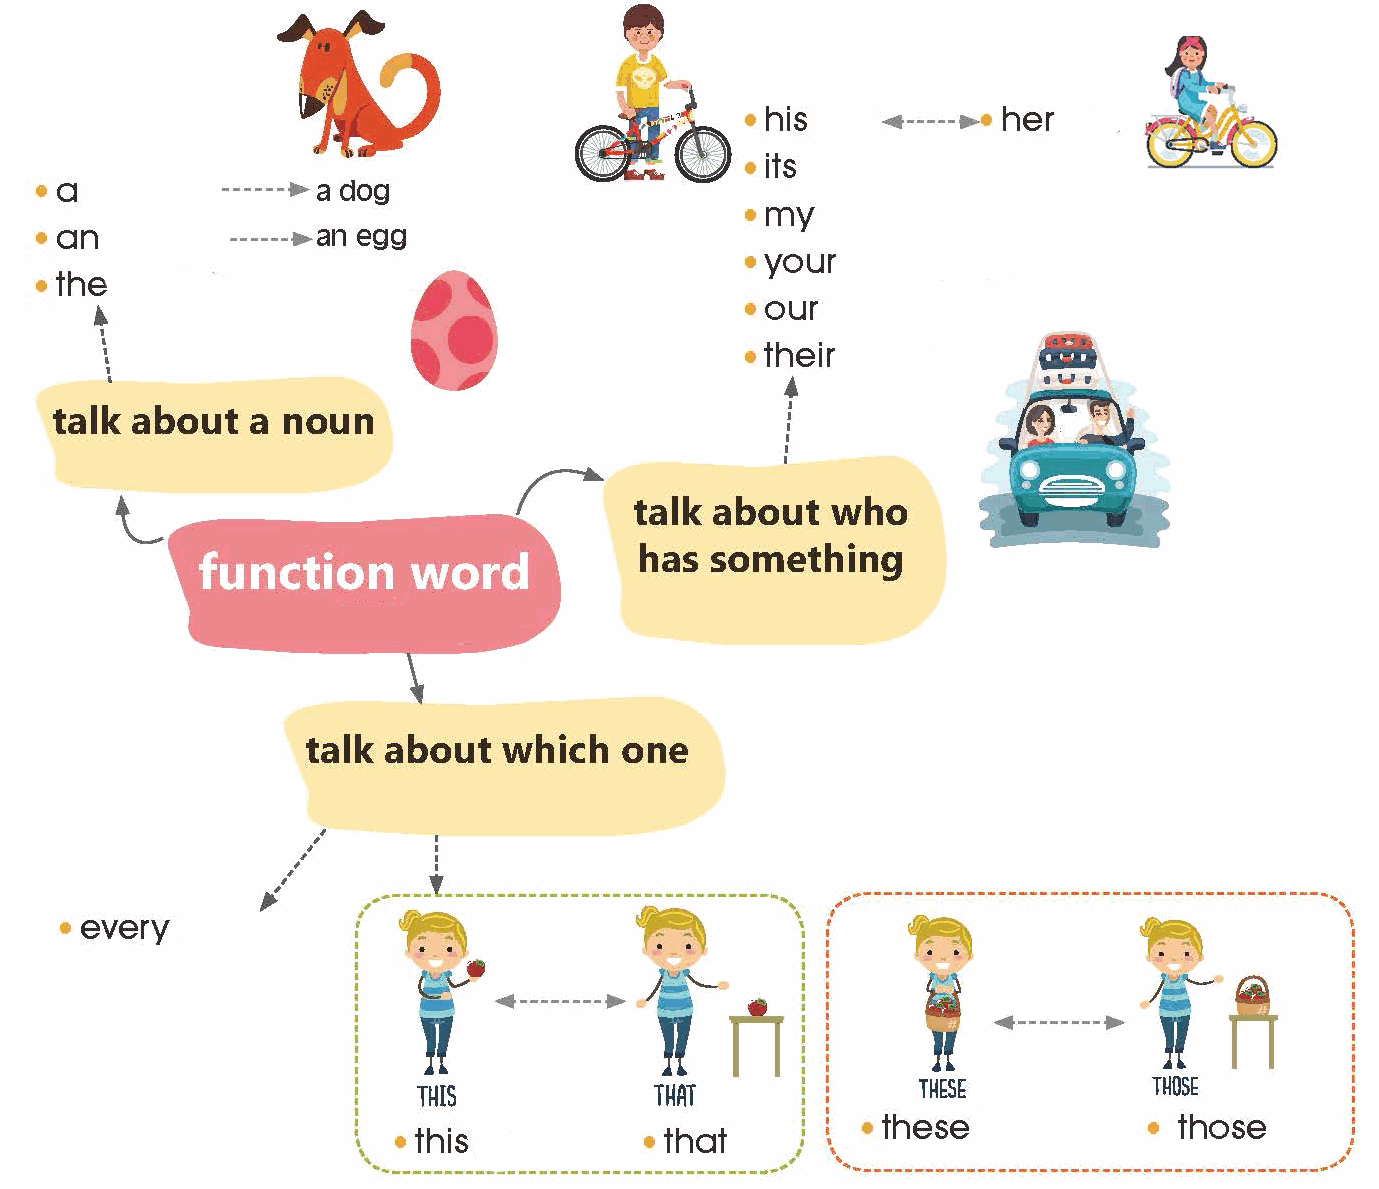 • his
• her
• its
• a
a dog
• my
• an
an egg
• your
• the
• our
• their
talk about a noun
talk about who
has something
function word
talk about which one
• every
THIS
THAT
THESE
THOSE
• this
• that
• these
• those